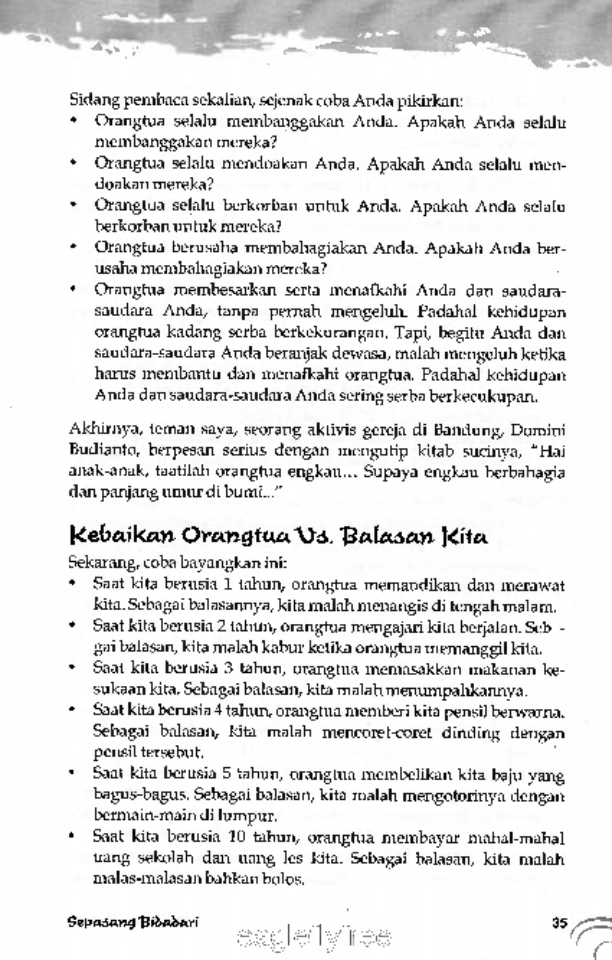 Sidang pembaca sekalian, sejenak coba Anda pikirkan:
• Orangtua selalu membanggakan Anda. Apakah Anda selalu
membanggakan mereka?
• Orangtua selalu mendoakan Anda. Apakah Anda selalu men-
doakan mereka?
• Orangtua selalu berkorban untuk Anda. Apakah Anda selalu
berkorban untuk mereka?
• Orangtua berusaha membahagiakan Anda. Apakah Anda ber-
usaha membahagiakan mereka?
• Orangtua membesarkan serta menafkahi Anda dan saudara-
saudara Anda, tanpa pernah mengeluh. Padahal kehidupan
orangtua kadang serba berkekurangan. Tapi, begitu Anda dan
saudara-saudara Anda beranjak dewasa, malah mengeluh ketika
harus membantu dan menafkahi orangtua. Padahal kehidupan
Anda dan saudara-saudara Anda sering serba berkecukupan.
Akhirnya, teman saya, seorang aktivis gereja di Bandung, Domini
Budianto, berpesan serius dengan mengutip kitab sucinya, “Hai
anak-anak, taatilah orangtua engkau... Supaya engkau berbahagia
dan panjang umur di bumi...”
Kebaikan Orangtua Vs. Balasan Kita
Sekarang, coba bayangkan ini:
• Saat kita berusia 1 tahun, orangtua memandikan dan merawat
kita. Sebagai balasannya, kita malah menangis di tengah malam.
• Saat kita berusia 2 tahun, orangtua mengajari kita berjalan. Seb -
gai balasan, kita malah kabur ketika orangtua memanggil kita.
• Saat kita berusia 3 tahun, orangtua memasakkan makanan ke-
sukaan kita. Sebagai balasan, kita malah menumpahkannya.
• Saat kita berusia 4 tahun, orangtua memberi kita pensil berwarna.
Sebagai balasan, kita malah mencoret-coret dinding dengan
pensil tersebut.
• Saat kita berusia 5 tahun, orangtua membelikan kita baju yang
bagus-bagus. Sebagai balasan, kita malah mengotorinya dengan
bermain-main di lumpur.
• Saat kita berusia 10 tahun, orangtua membayar mahal-mahal
uang sekolah dan uang les kita. Sebagai balasan, kita malah
malas-malasan bahkan bolos.
Sepasang Bidadari 35
eagleflyfree